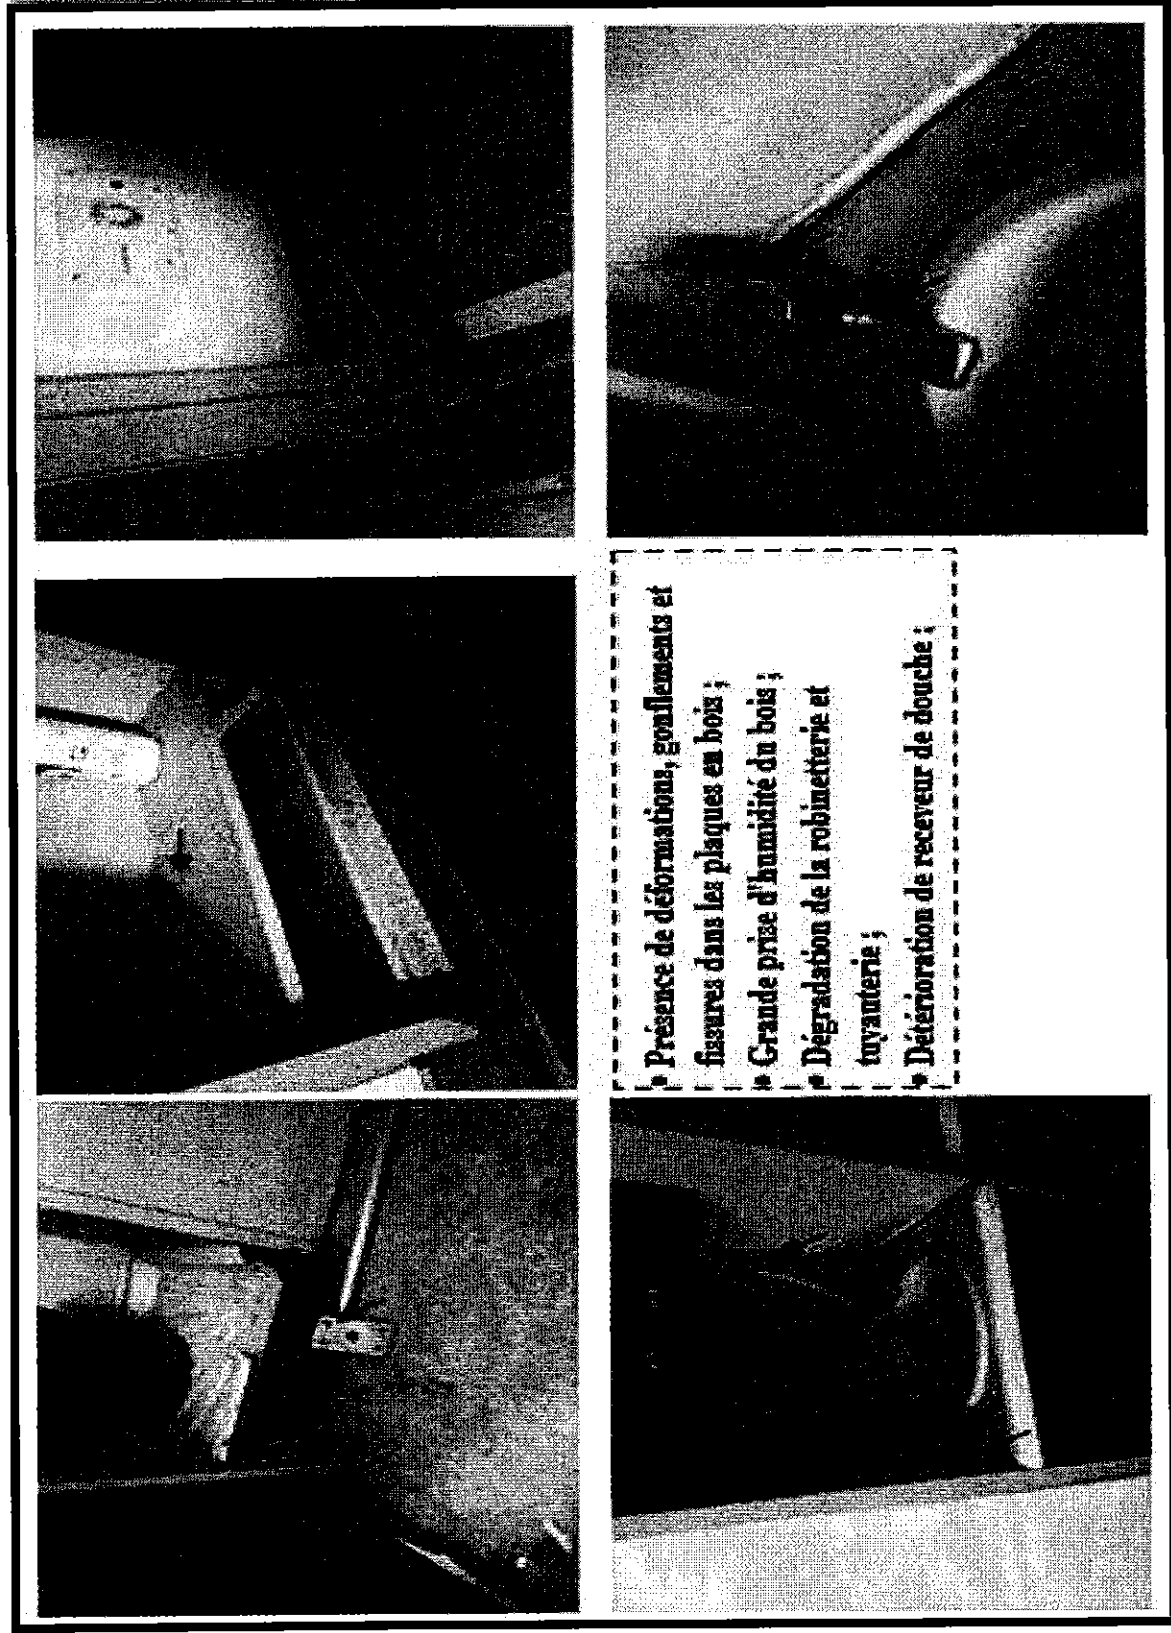 • Présence de déformations, gonflements et
fissures dans les plaques en bois ;
• Grande prise d'humidité du bois ;
• Dégradation de la robinetterie et
tuyauterie ;
• Détérioration de receveur de douche ;